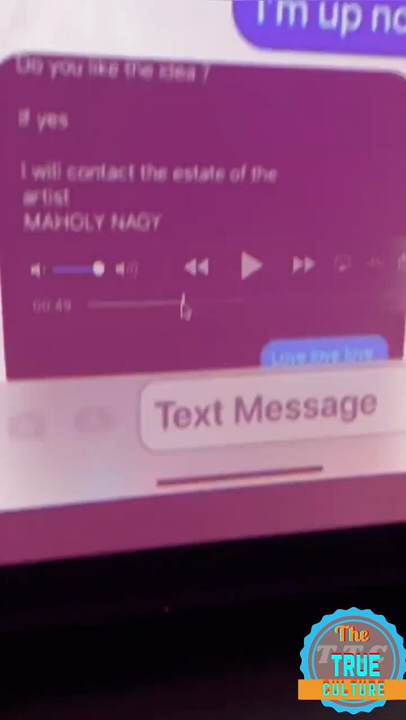 I'm up no
Do you like the idea ?
If yes
I will contact the estate of the
artist
MAHOLY NAGY
00:49
Love love love
Text Message
The
TTC
TRUE
CULTURE